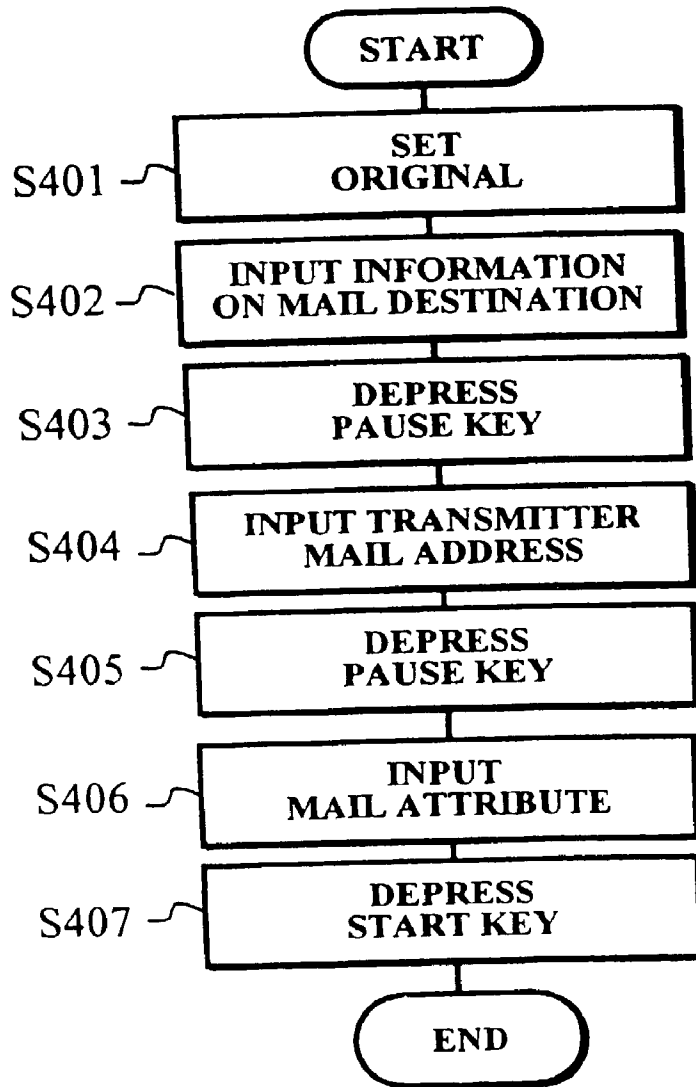 START
S401
SET
ORIGINAL
S402
INPUT INFORMATION
ON MAIL DESTINATION
S403
DEPRESS
PAUSE KEY
S404
INPUT TRANSMITTER
MAIL ADDRESS
S405
DEPRESS
PAUSE KEY
S406
INPUT
MAIL ATTRIBUTE
S407
DEPRESS
START KEY
END